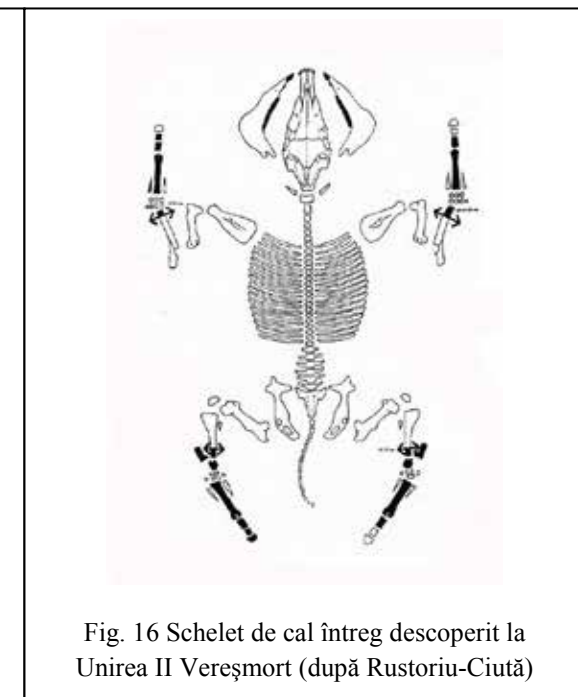 Fig. 16 Schelet de cal întreg descoperit la
Unirea II Vereşmort (după Rustoriu-Ciută)